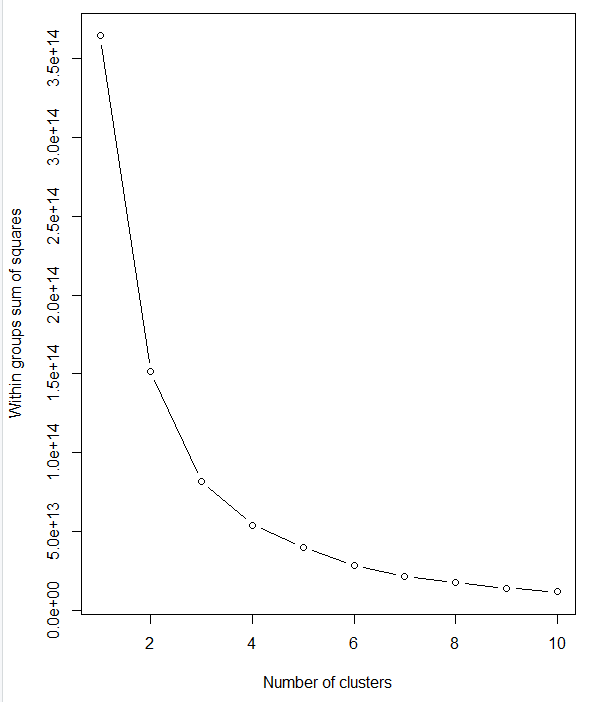 Within groups sum of squares
3.5e+14
3.0e+14
2.5e+14
2.0e+14
1.5e+14
1.0e+14
5.0e+13
0.0e+00
2 4 6 8 10
Number of clusters